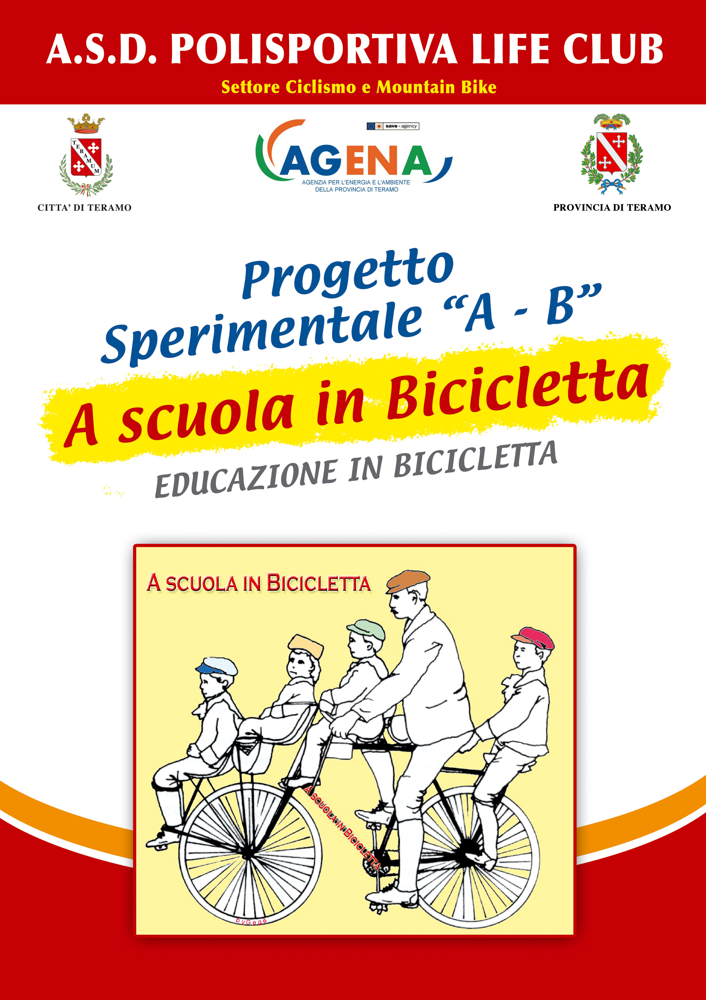 A.S.D. POLISPORTIVA LIFE CLUB
Settore Ciclismo e Mountain Bike
TERAMUM
CITTA’ DI TERAMO
save · agency
AGENA
AGENZIA PER L'ENERGIA E L'AMBIENTE
DELLA PROVINCIA DI TERAMO
PROVINCIA DI TERAMO
Progetto
Sperimentale “A - B”
A scuola in Bicicletta
EDUCAZIONE IN BICICLETTA
A SCUOLA IN BICICLETTA
A SCUOLA IN BICICLETTA
byGegé